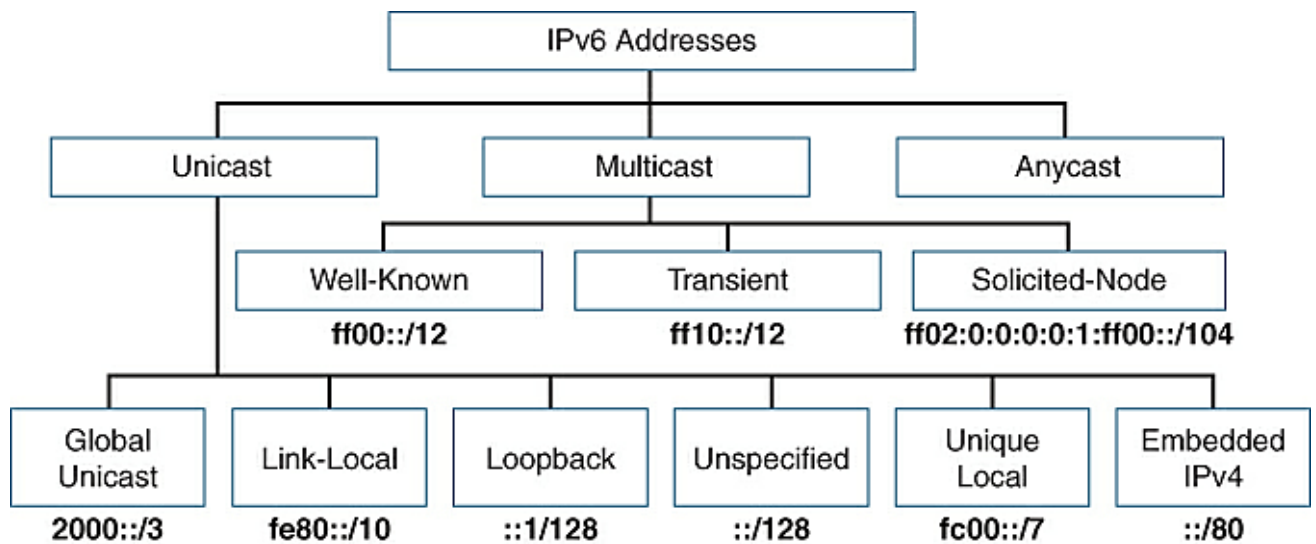 IPv6 Addresses
Unicast
Multicast
Anycast
Well-Known
Transient
Solicited-Node
ff00::/12
ff10::/12
ff02:0:0:0:0:1:ff00::/104
Global
Unicast
Link-Local
Loopback
Unspecified
Unique
Local
Embedded
IPv4
2000::/3
fe80::/10
::1/128
::/128
fc00::/7
::/80